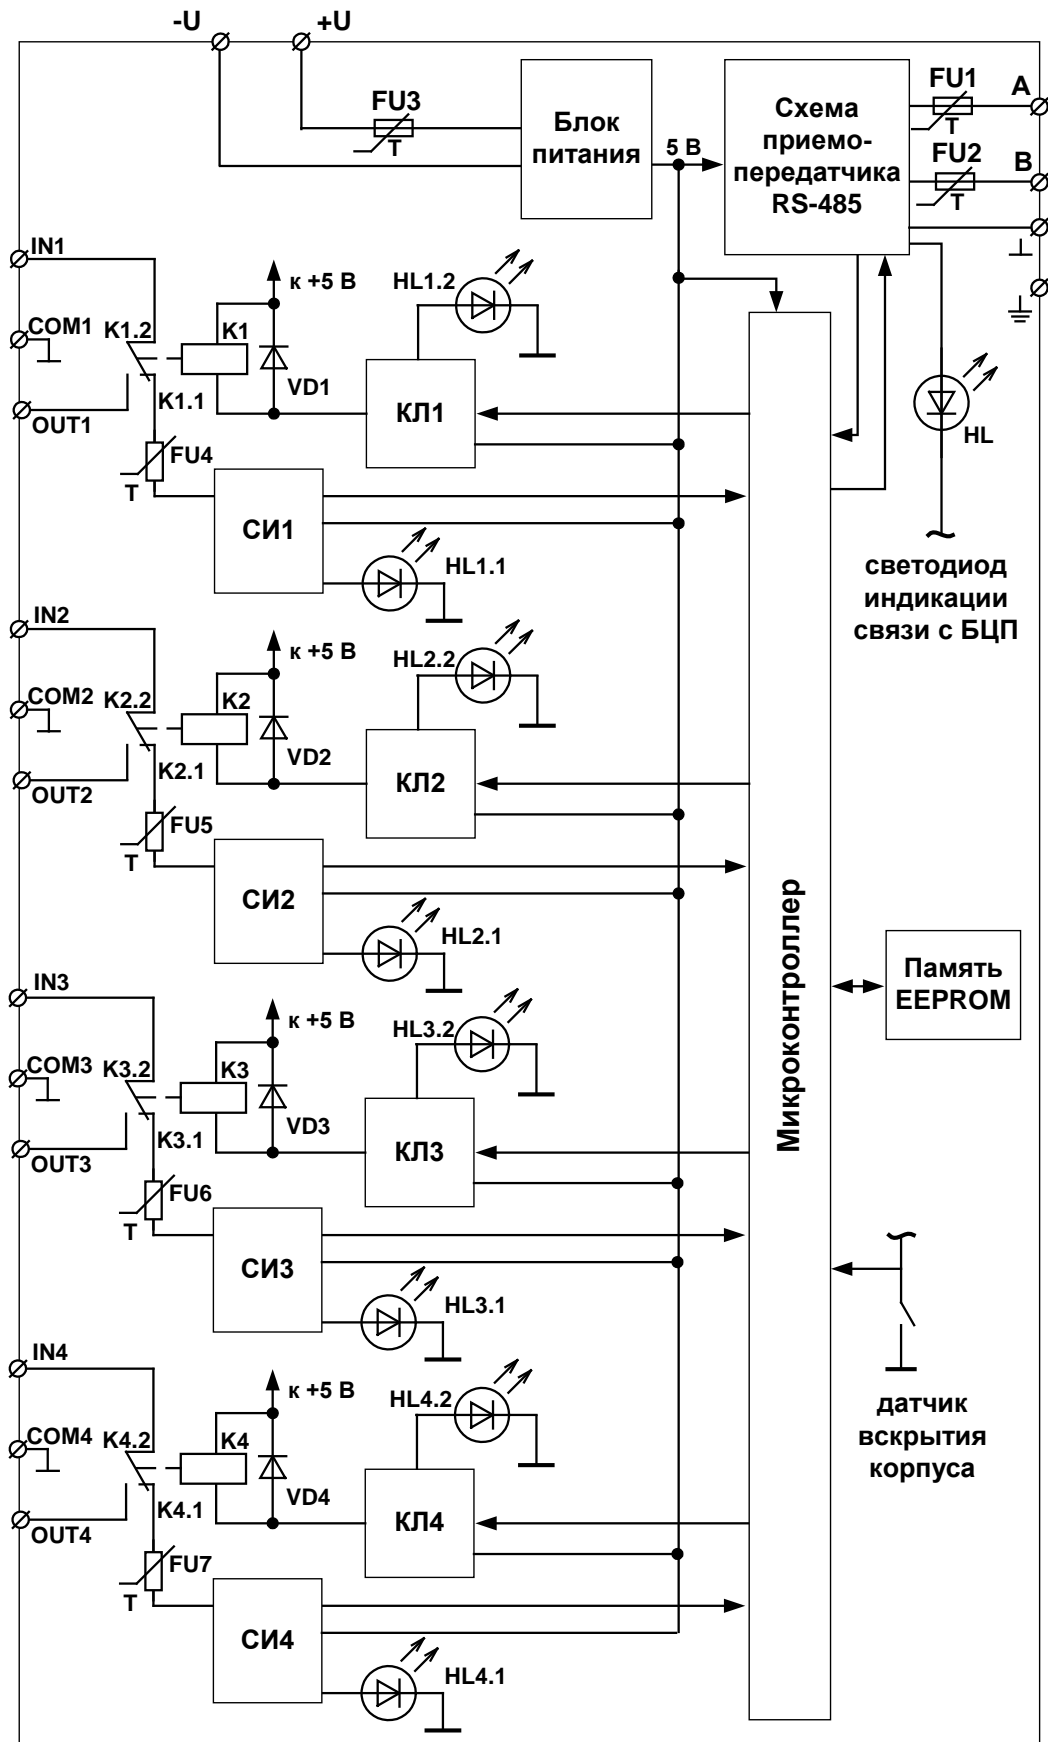 -U
+U
FU3
T
Блок
питания
5 В
Схема
приемо-
передатчика
RS-485
FU1
T
A
FU2
T
B
IN1
COM1
OUT1
K1.2
K1.1
K1
к +5 В
VD1
HL1.2
КЛ1
FU4
T
СИ1
HL1.1
HL
светодиод
индикации
связи с БЦП
IN2
COM2
OUT2
K2.2
K2.1
K2
к +5 В
VD2
HL2.2
КЛ2
FU5
T
СИ2
HL2.1
Микроконтроллер
Память
EEPROM
IN3
COM3
OUT3
K3.2
K3.1
K3
к +5 В
VD3
HL3.2
КЛ3
FU6
T
СИ3
HL3.1
датчик
вскрытия
корпуса
IN4
COM4
OUT4
K4.2
K4.1
K4
к +5 В
VD4
HL4.2
КЛ4
FU7
T
СИ4
HL4.1